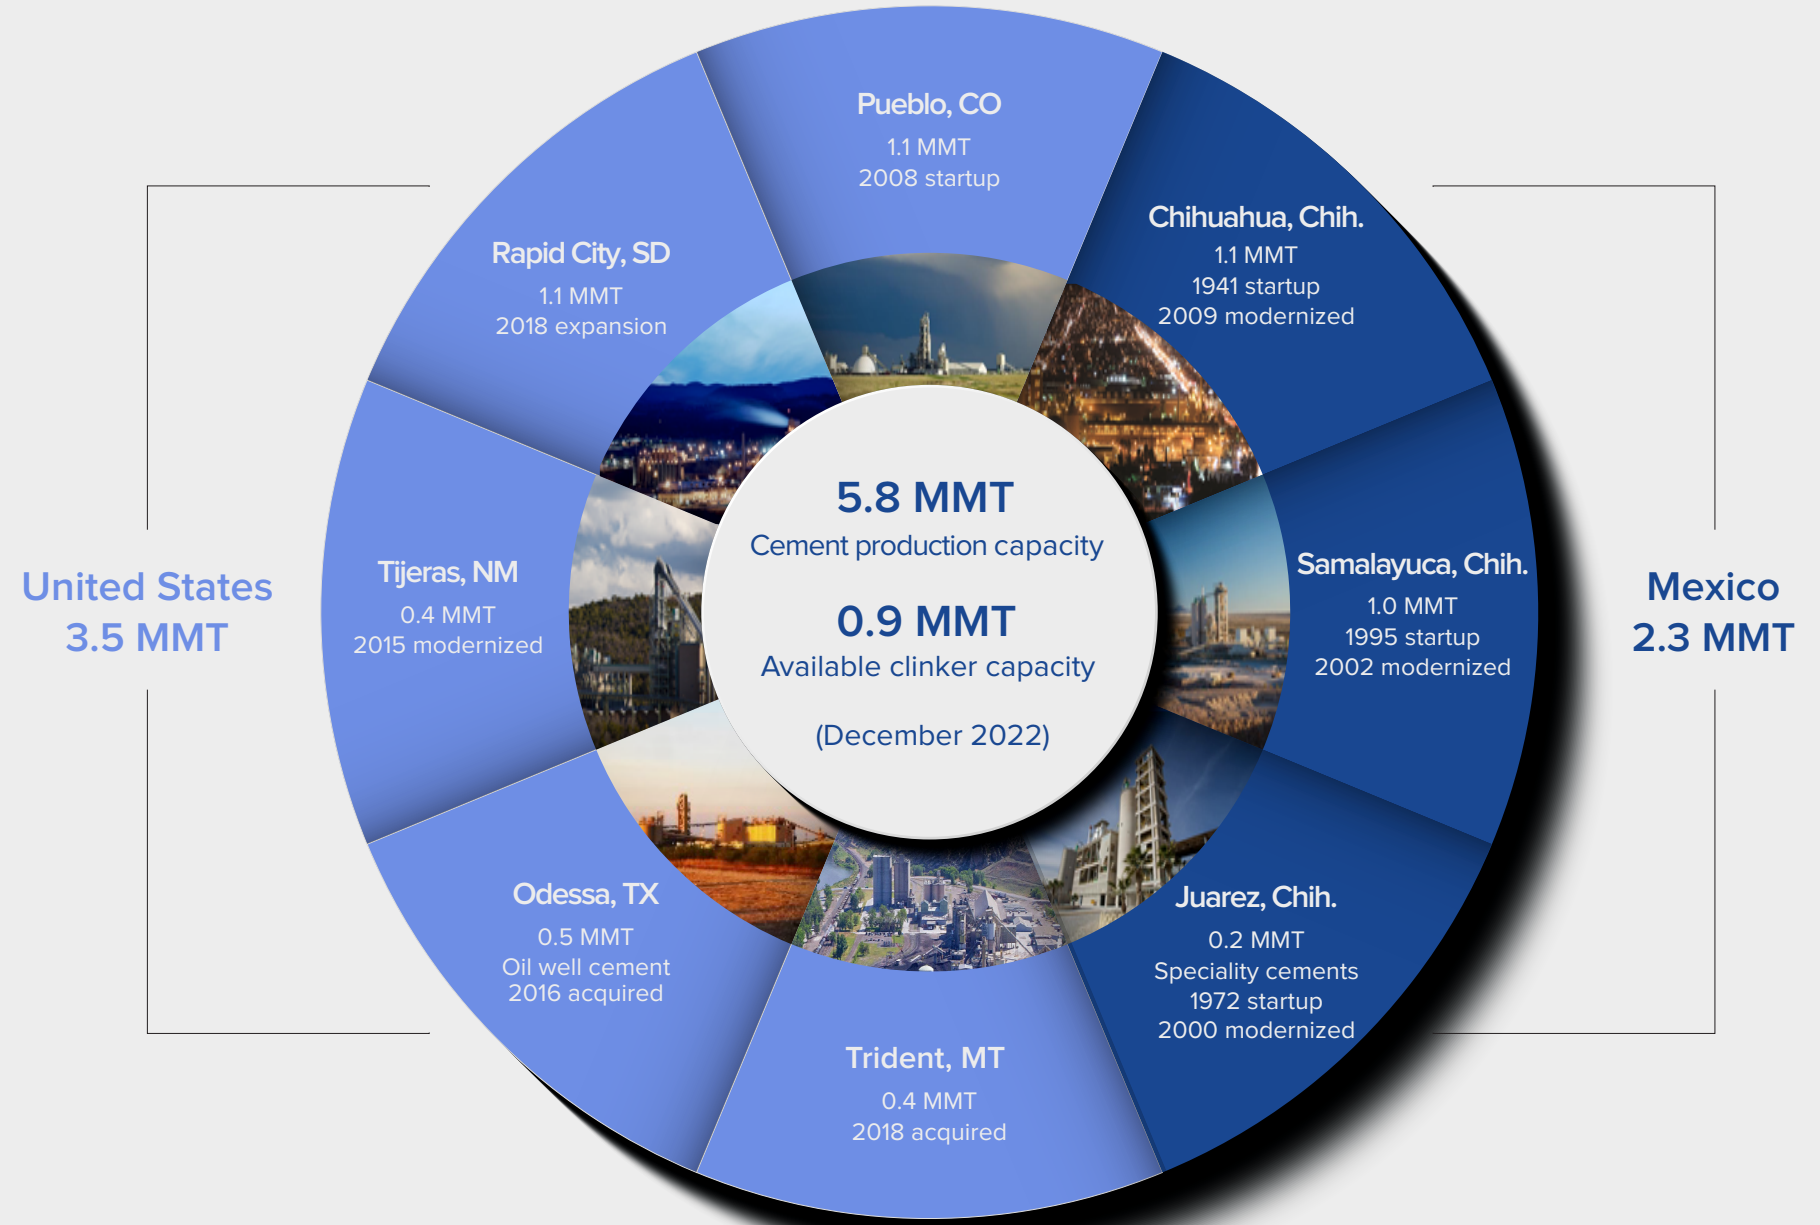 Pueblo, CO
1.1 MMT
2008 startup
Chihuahua, Chih.
1.1 MMT
1941 startup
2009 modernized
Samalayuca, Chih.
1.0 MMT
1995 startup
2002 modernized
Juarez, Chih.
0.2 MMT
Speciality cements
1972 startup
2000 modernized
Trident, MT
0.4 MMT
2018 acquired
Odessa, TX
0.5 MMT
Oil well cement
2016 acquired
Tijeras, NM
0.4 MMT
2015 modernized
Rapid City, SD
1.1 MMT
2018 expansion
5.8 MMT
Cement production capacity
0.9 MMT
Available clinker capacity
(December 2022)
United States
3.5 MMT
Mexico
2.3 MMT